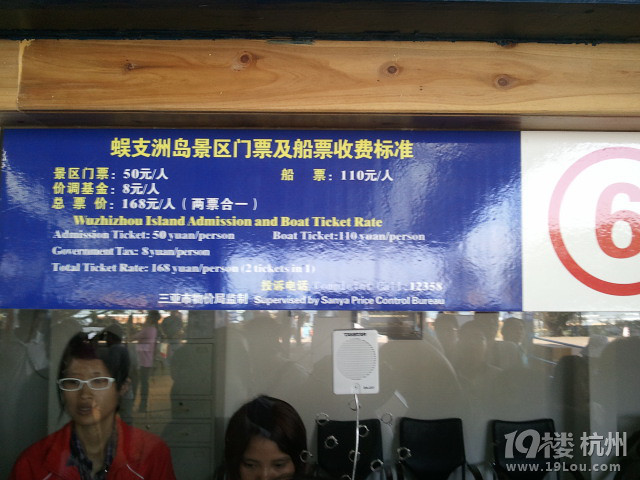 蜈支洲岛景区门票及船票收费标准
景区门票：50元/人 船 票：110元/人
价调基金：8元/人
总 票 价：168元/人（两票合一）
Wuzhizhou Island Admission and Boat Ticket Rate
Admission Ticket: 50 yuan/person Boat Ticket:110 yuan/person
Government Tax: 8 yuan/person
Total Ticket Rate: 168 yuan/person (2 tickets in 1)
投诉电话 Complaint Call:12358
三亚市物价局监制 Supervised by Sanya Price Control Bureau
6
19楼 杭州
www.19Lou.com